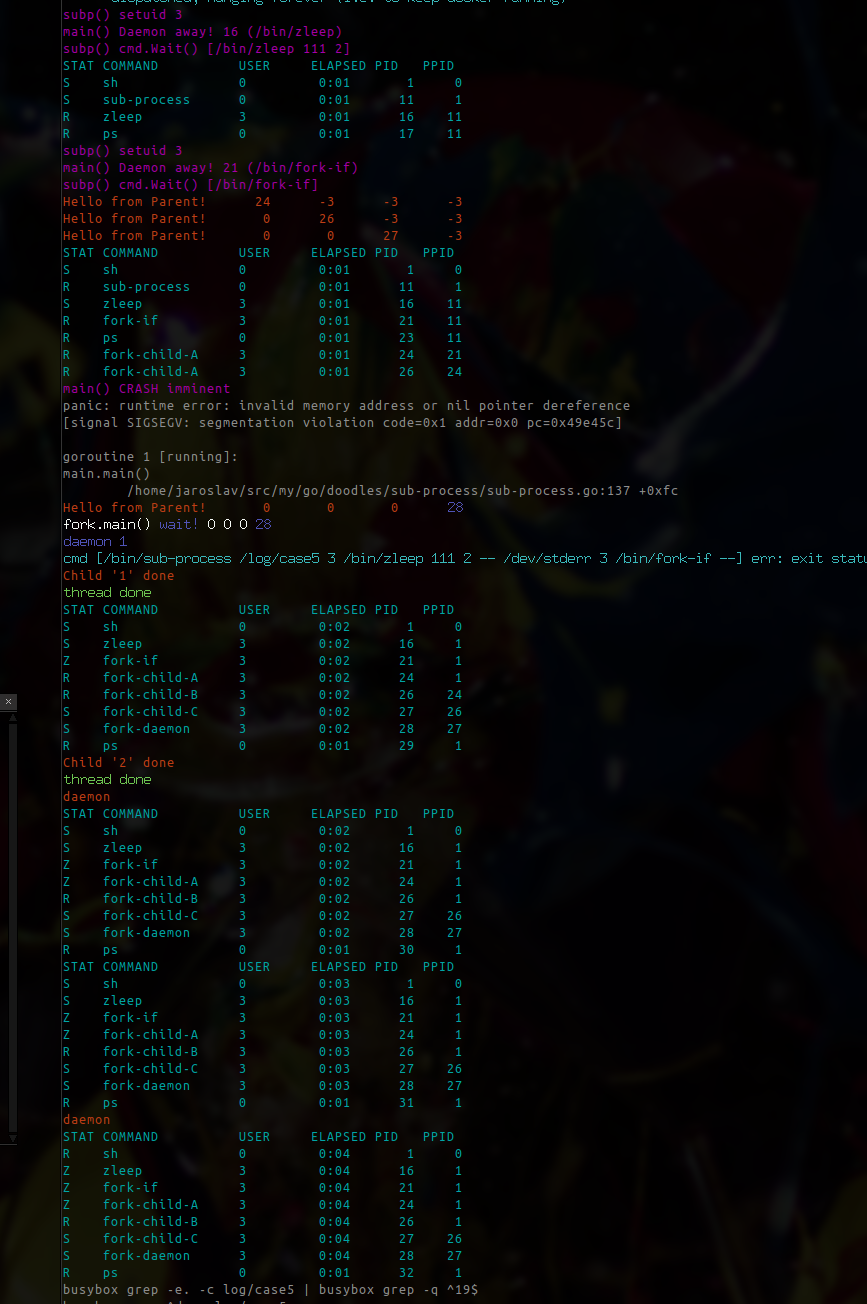 subp() setuid 3
main() Daemon away! 16 (/bin/zleep)
subp() cmd.Wait() [/bin/zleep 111 2]
STAT COMMAND USER ELAPSED PID PPID
S sh 0 0:01 1 0
S sub-process 0 0:01 11 1
R zleep 3 0:01 16 11
R ps 0 0:01 17 11
subp() setuid 3
main() Daemon away! 21 (/bin/fork-if)
subp() cmd.Wait() [/bin/fork-if]
Hello from Parent! 24 -3 -3 -3
Hello from Parent! 0 26 -3 -3
Hello from Parent! 0 0 27 -3
STAT COMMAND USER ELAPSED PID PPID
S sh 0 0:01 1 0
R sub-process 0 0:01 11 1
S zleep 3 0:01 16 11
R fork-if 3 0:01 21 11
R ps 0 0:01 23 11
R fork-child-A 3 0:01 24 21
R fork-child-A 3 0:01 26 24
main() CRASH imminent
panic: runtime error: invalid memory address or nil pointer dereference
[signal SIGSEGV: segmentation violation code=0x1 addr=0x0 pc=0x49e45c]
goroutine 1 [running]:
main.main()
/home/jaroslav/src/my/go/doodles/sub-process/sub-process.go:137 +0xfc
Hello from Parent! 0 0 0 28
fork.main() wait! 0 0 0 28
daemon 1
cmd [/bin/sub-process /log/case5 3 /bin/zleep 111 2 -- /dev/stderr 3 /bin/fork-if --] err: exit statu
Child '1' done
thread done
STAT COMMAND USER ELAPSED PID PPID
S sh 0 0:02 1 0
S zleep 3 0:02 16 1
Z fork-if 3 0:02 21 1
R fork-child-A 3 0:02 24 1
R fork-child-B 3 0:02 26 24
S fork-child-C 3 0:02 27 26
S fork-daemon 3 0:02 28 27
R ps 0 0:01 29 1
Child '2' done
thread done
daemon
STAT COMMAND USER ELAPSED PID PPID
S sh 0 0:02 1 0
S zleep 3 0:02 16 1
Z fork-if 3 0:02 21 1
Z fork-child-A 3 0:02 24 1
R fork-child-B 3 0:02 26 1
S fork-child-C 3 0:02 27 26
S fork-daemon 3 0:02 28 27
R ps 0 0:01 30 1
STAT COMMAND USER ELAPSED PID PPID
S sh 0 0:03 1 0
S zleep 3 0:03 16 1
Z fork-if 3 0:03 21 1
Z fork-child-A 3 0:03 24 1
R fork-child-B 3 0:03 26 1
S fork-child-C 3 0:03 27 26
S fork-daemon 3 0:03 28 27
R ps 0 0:01 31 1
daemon
STAT COMMAND USER ELAPSED PID PPID
R sh 0 0:04 1 0
Z zleep 3 0:04 16 1
Z fork-if 3 0:04 21 1
Z fork-child-A 3 0:04 24 1
R fork-child-B 3 0:04 26 1
S fork-child-C 3 0:04 27 26
S fork-daemon 3 0:04 28 27
R ps 0 0:01 32 1
busybox grep -e. -c log/case5 | busybox grep -q ^19$